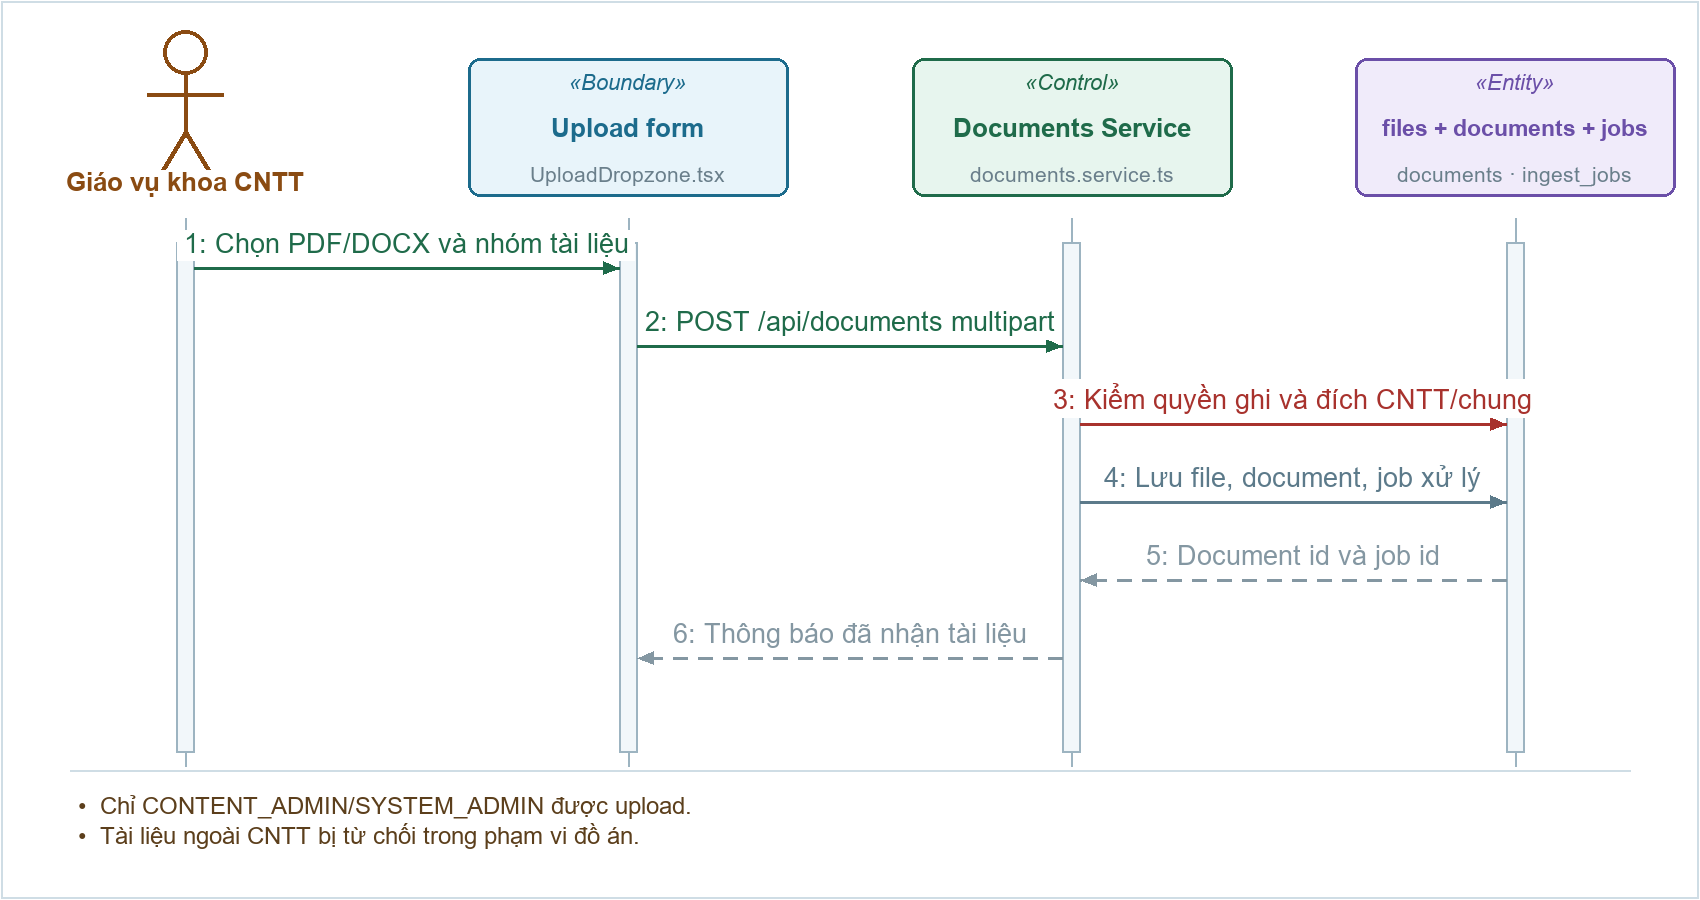 Giáo vụ khoa CNTT
«Boundary»
Upload form
UploadDropzone.tsx
«Control»
Documents Service
documents.service.ts
«Entity»
files + documents + jobs
documents · ingest_jobs
1: Chọn PDF/DOCX và nhóm tài liệu
2: POST /api/documents multipart
3: Kiểm quyền ghi và đích CNTT/chung
4: Lưu file, document, job xử lý
5: Document id và job id
6: Thông báo đã nhận tài liệu
• Chỉ CONTENT_ADMIN/SYSTEM_ADMIN được upload.
• Tài liệu ngoài CNTT bị từ chối trong phạm vi đồ án.